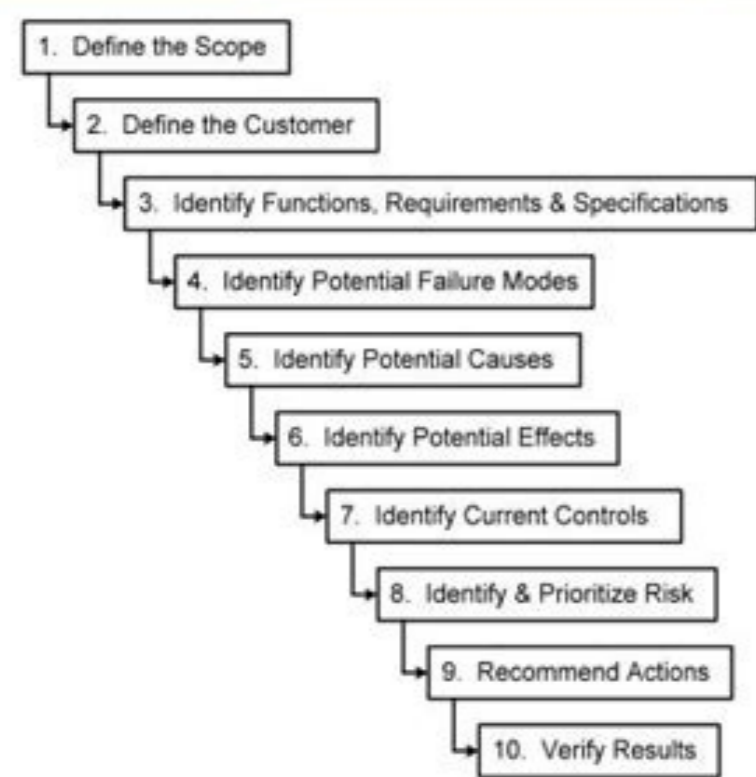 1. Define the Scope
2. Define the Customer
3. Identify Functions, Requirements & Specifications
4. Identify Potential Failure Modes
5. Identify Potential Causes
6. Identify Potential Effects
7. Identify Current Controls
8. Identify & Prioritize Risk
9. Recommend Actions
10. Verify Results